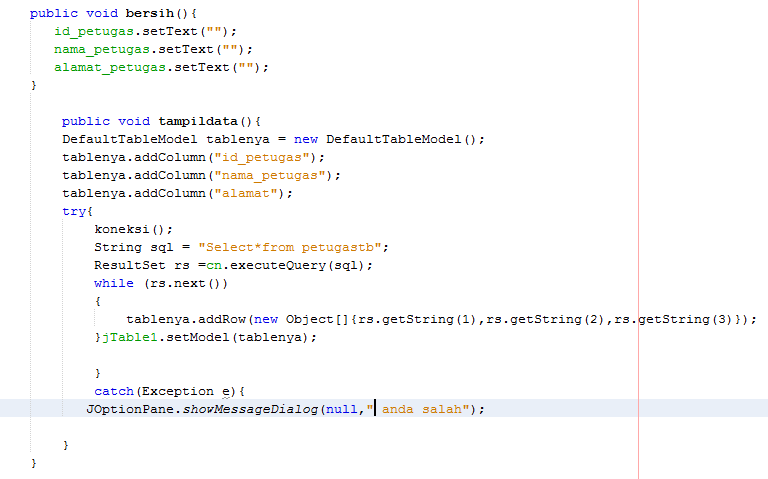 public void bersih(){
id_petugas.setText("");
nama_petugas.setText("");
alamat_petugas.setText("");
}
public void tampildata(){
DefaultTableModel tablenya = new DefaultTableModel();
tablenya.addColumn("id_petugas");
tablenya.addColumn("nama_petugas");
tablenya.addColumn("alamat");
try{
koneksi();
String sql = "Select*from petugastb";
ResultSet rs =cn.executeQuery(sql);
while (rs.next())
{
tablenya.addRow(new Object[]{rs.getString(1),rs.getString(2),rs.getString(3)});
}jTable1.setModel(tablenya);
}
catch(Exception e){
JOptionPane.showMessageDialog(null," anda salah");
}
}